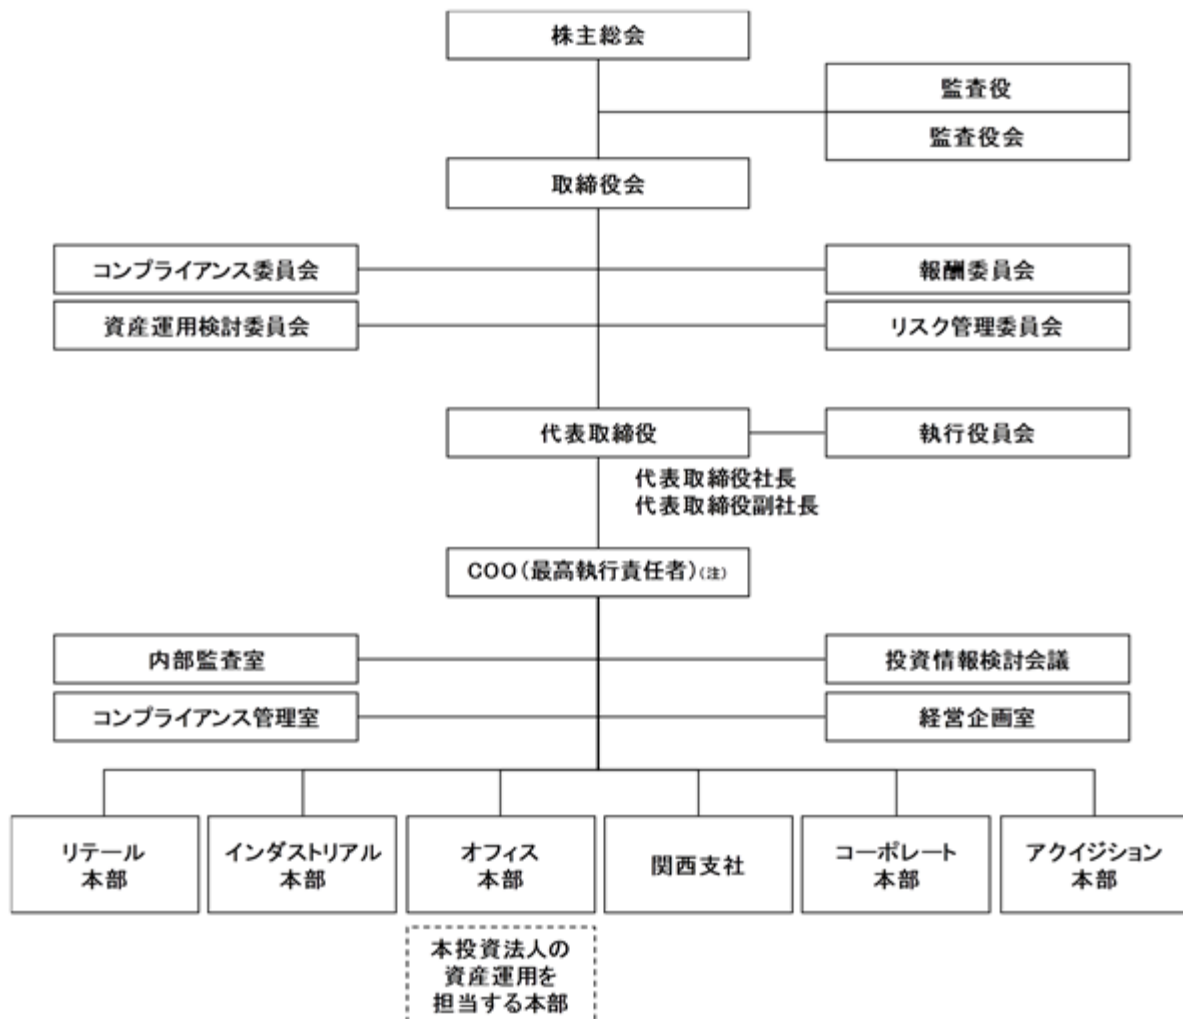 株主総会
監査役
監査役会
取締役会
コンプライアンス委員会
報酬委員会
資産運用検討委員会
リスク管理委員会
代表取締役
執行役員会
代表取締役社長
代表取締役副社長
COO(最高執行責任者)(注)
内部監査室
投資情報検討会議
コンプライアンス管理室
経営企画室
リテール
本部
インダストリアル
本部
オフィス
本部
関西支社
コーポレート
本部
アクイジション
本部
本投資法人の
資産運用を
担当する本部